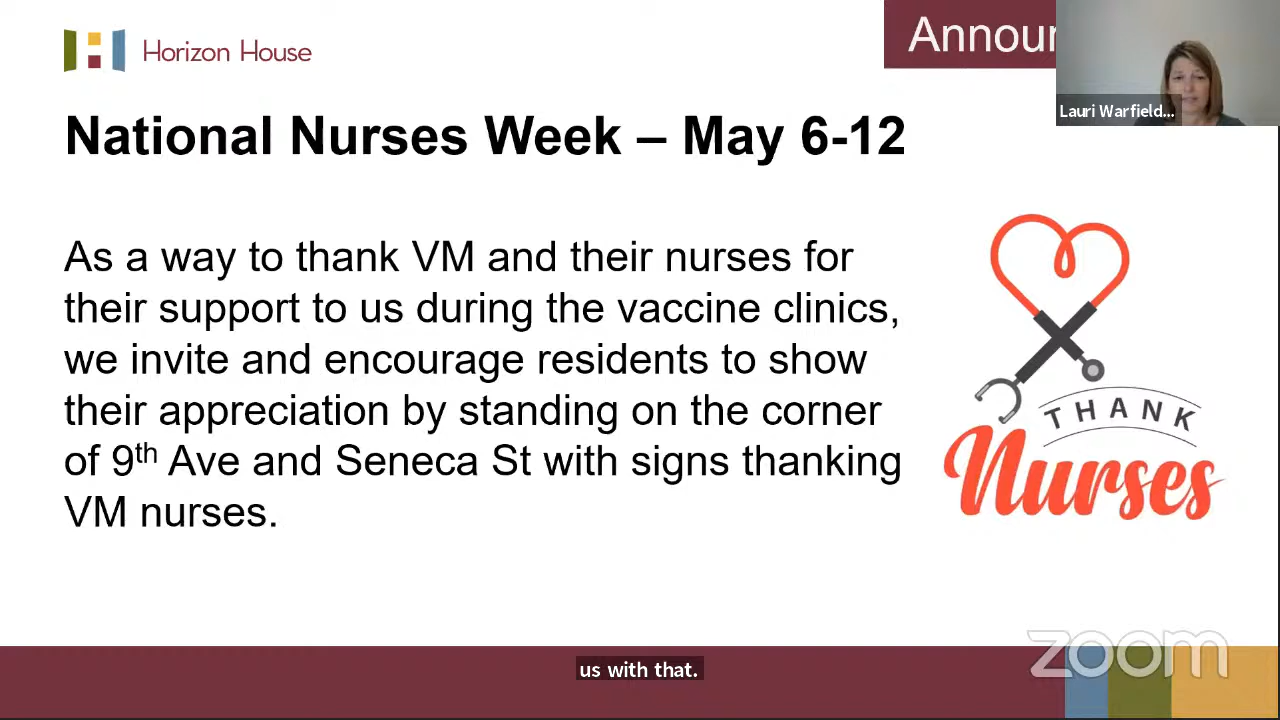 Horizon House
Annour
Lauri Warfield...
National Nurses Week – May 6-12
As a way to thank VM and their nurses for
their support to us during the vaccine clinics,
we invite and encourage residents to show
their appreciation by standing on the corner
of 9th Ave and Seneca St with signs thanking
VM nurses.
THANK
Nurses
zoom
us with that.